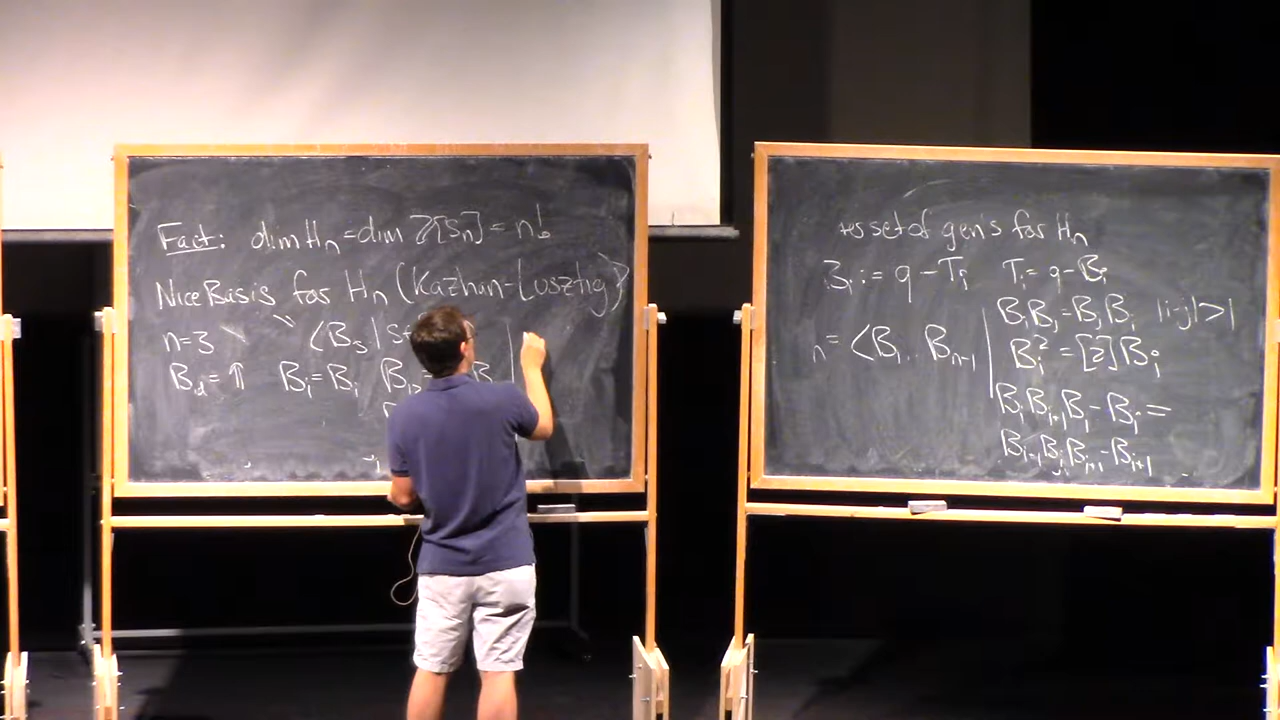 Fact: dim Hn = dim Z[Sn] = n!
Nice Basis for Hn (Kazhan-Lusztig)
n=3 {Bs | S
Bid = 1 Bi = Bi B12 = B
set of gen's for Hn
Bi := q - Ti Ti = q - Bi
n = <B1 Bn-1 | BiBj = BjBi |i-j|>1
Bi² = [2]Bi
BiBi+1Bi - Bi =
Bi+1BiBi+1 - Bi+1